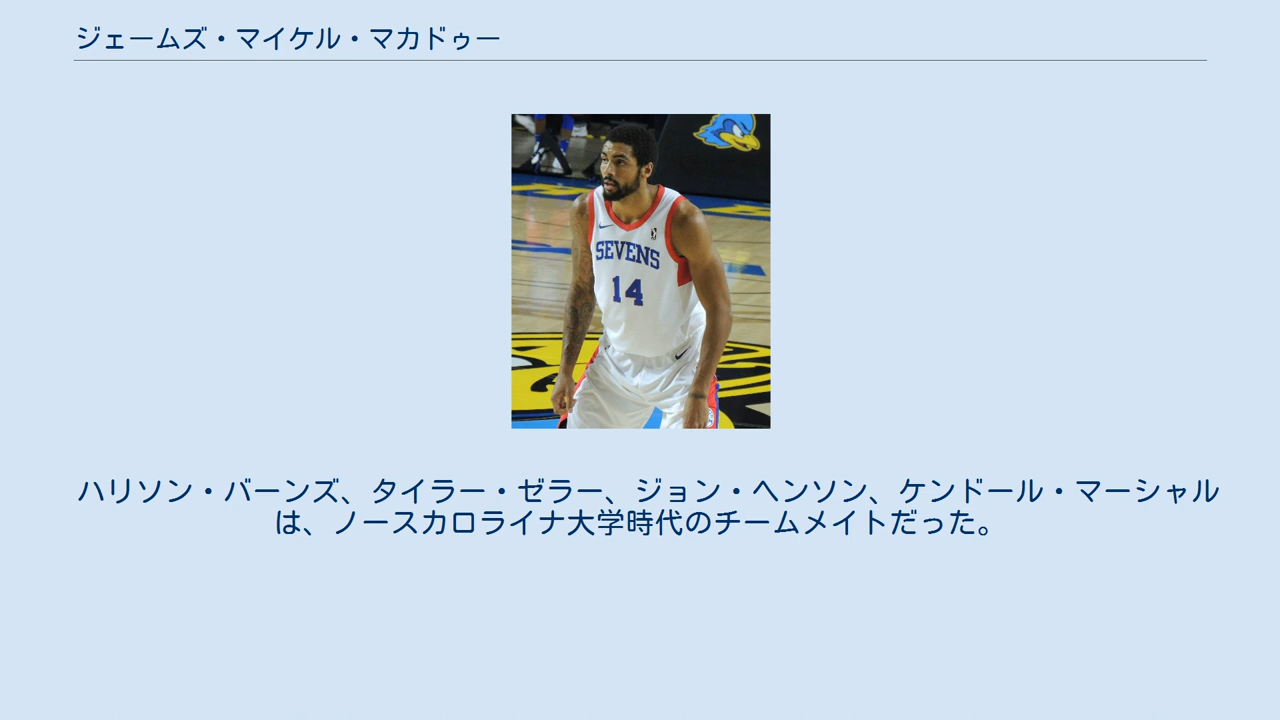 ジェームズ・マイケル・マカドゥー
SEVENS
14
ハリソン・バーンズ、タイラー・ゼラー、ジョン・ヘンソン、ケンドール・マーシャル
は、ノースカロライナ大学時代のチームメイトだった。